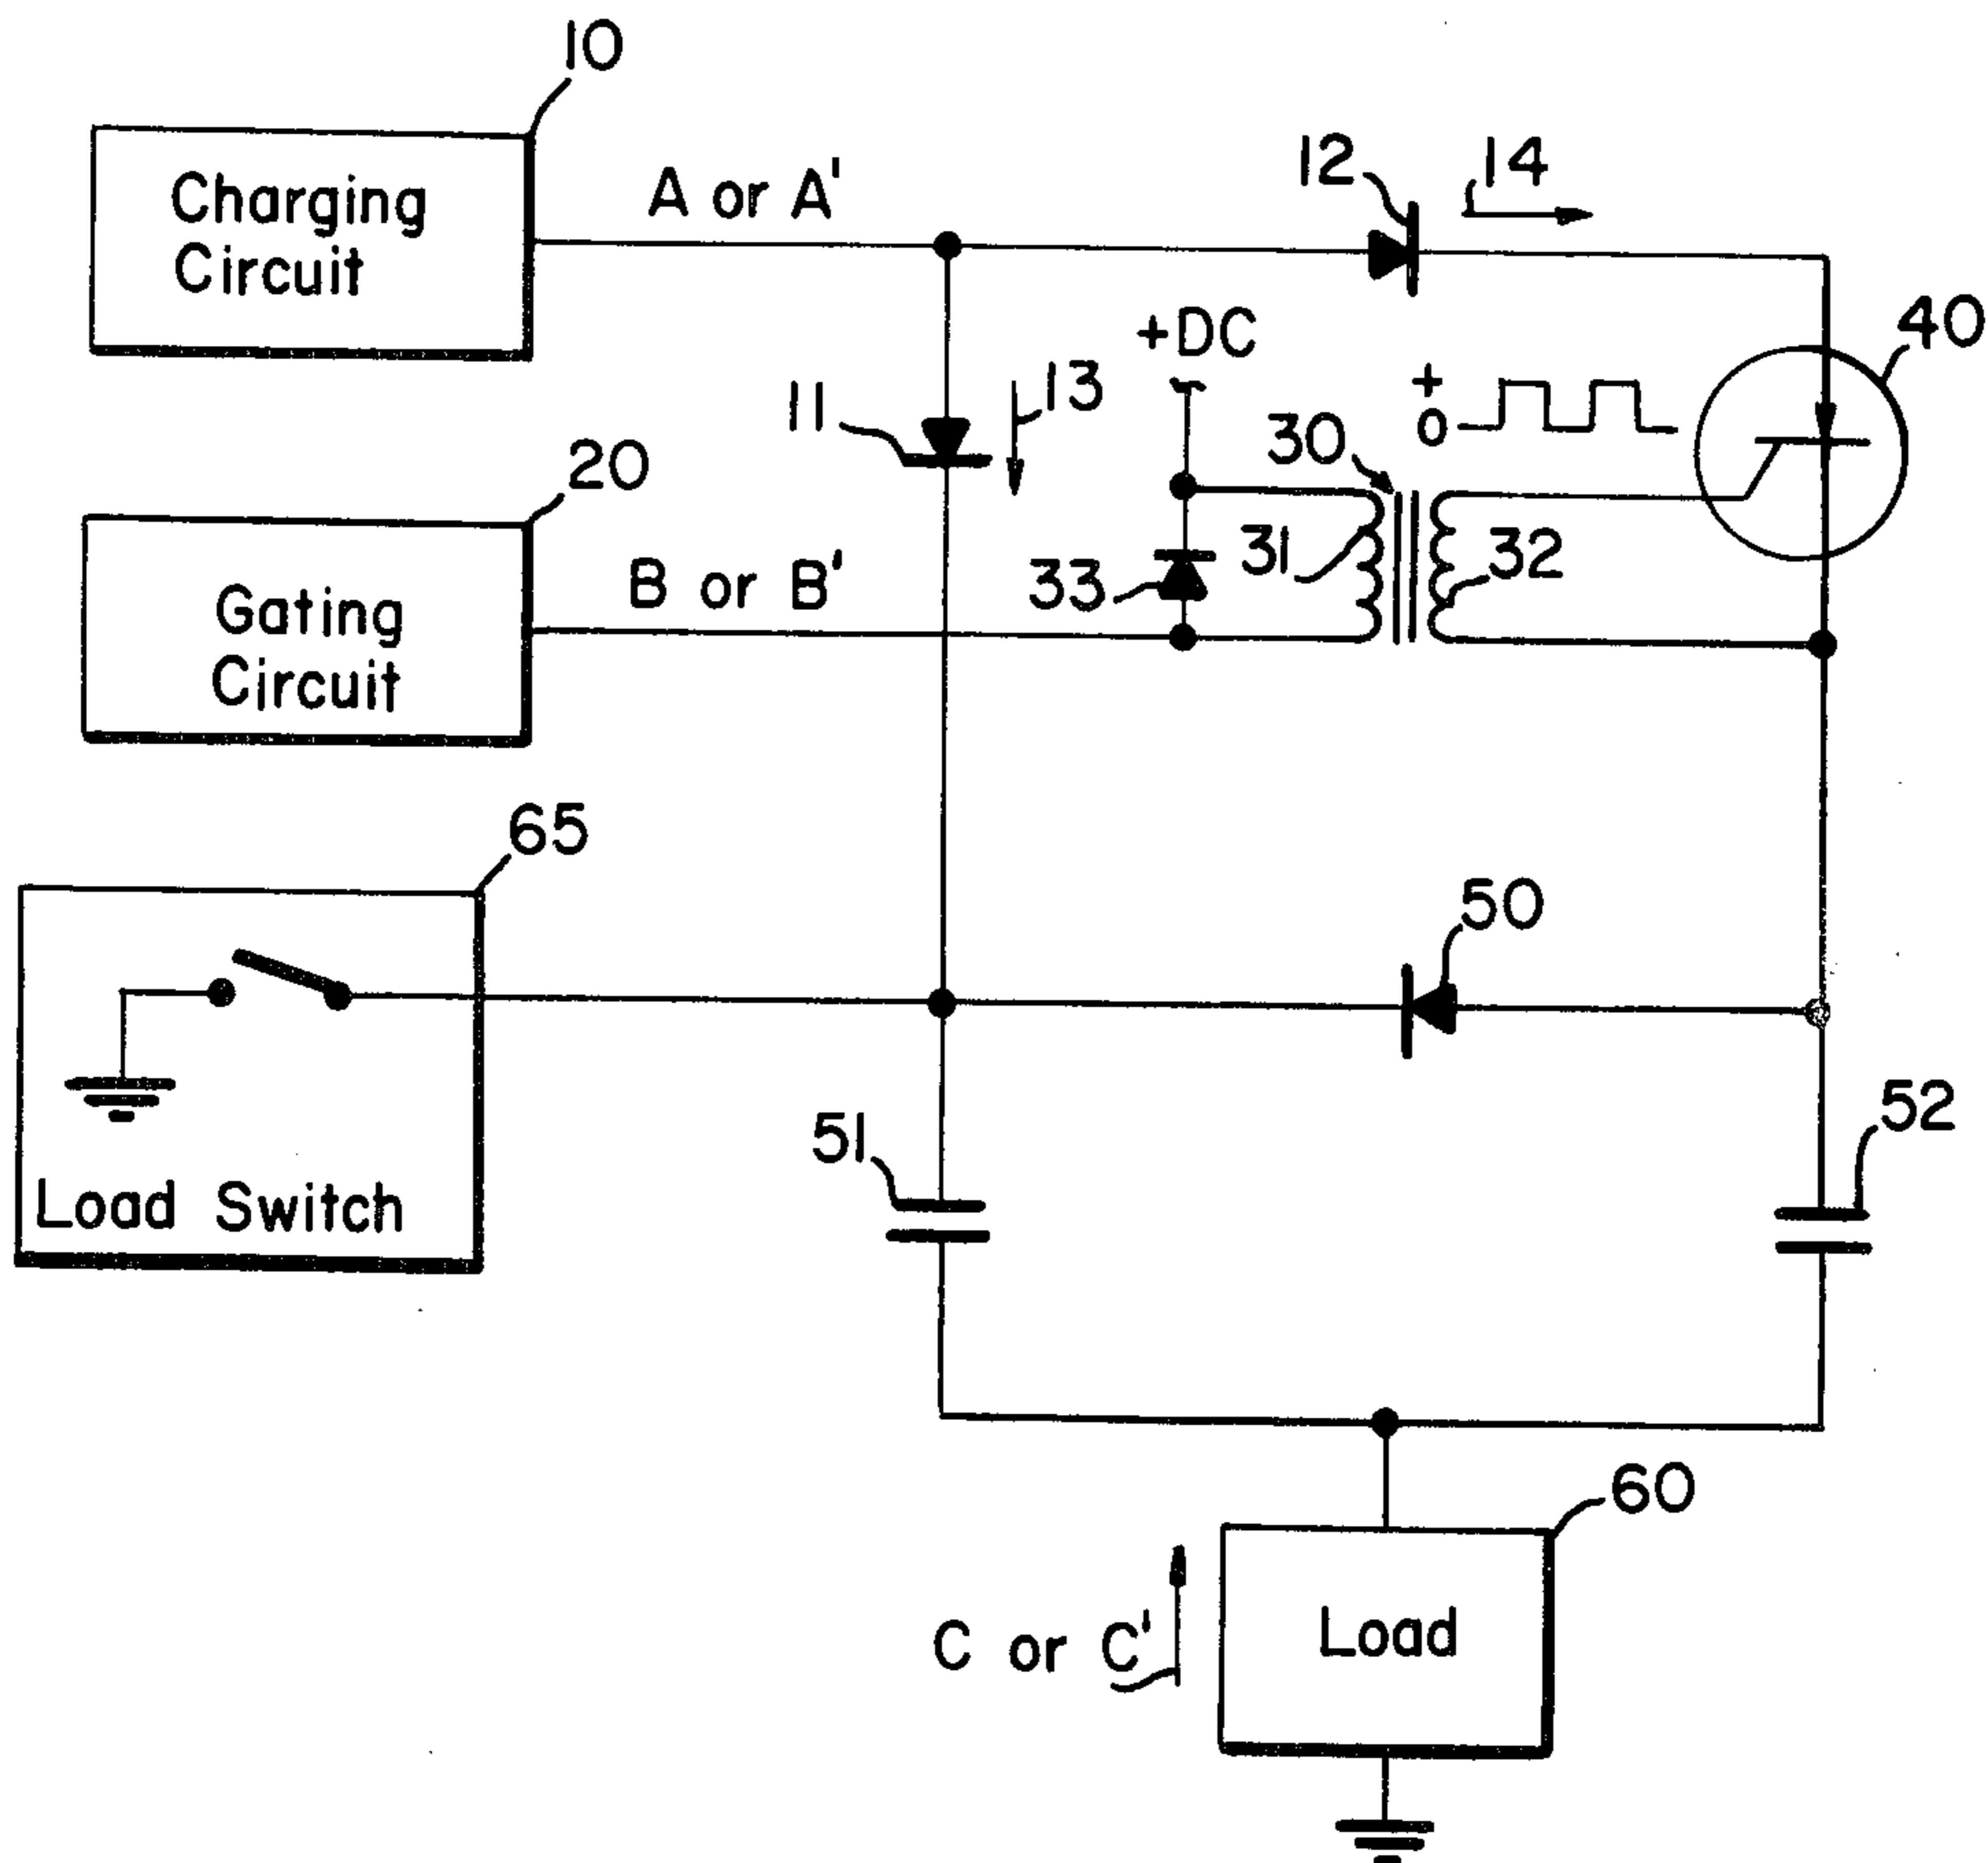 10
Charging
Circuit
A or A'
12
14
40
+DC
+
0
11
13
30
20
31
32
33
B or B'
Gating
Circuit
65
50
52
51
Load Switch
60
C or C'
Load